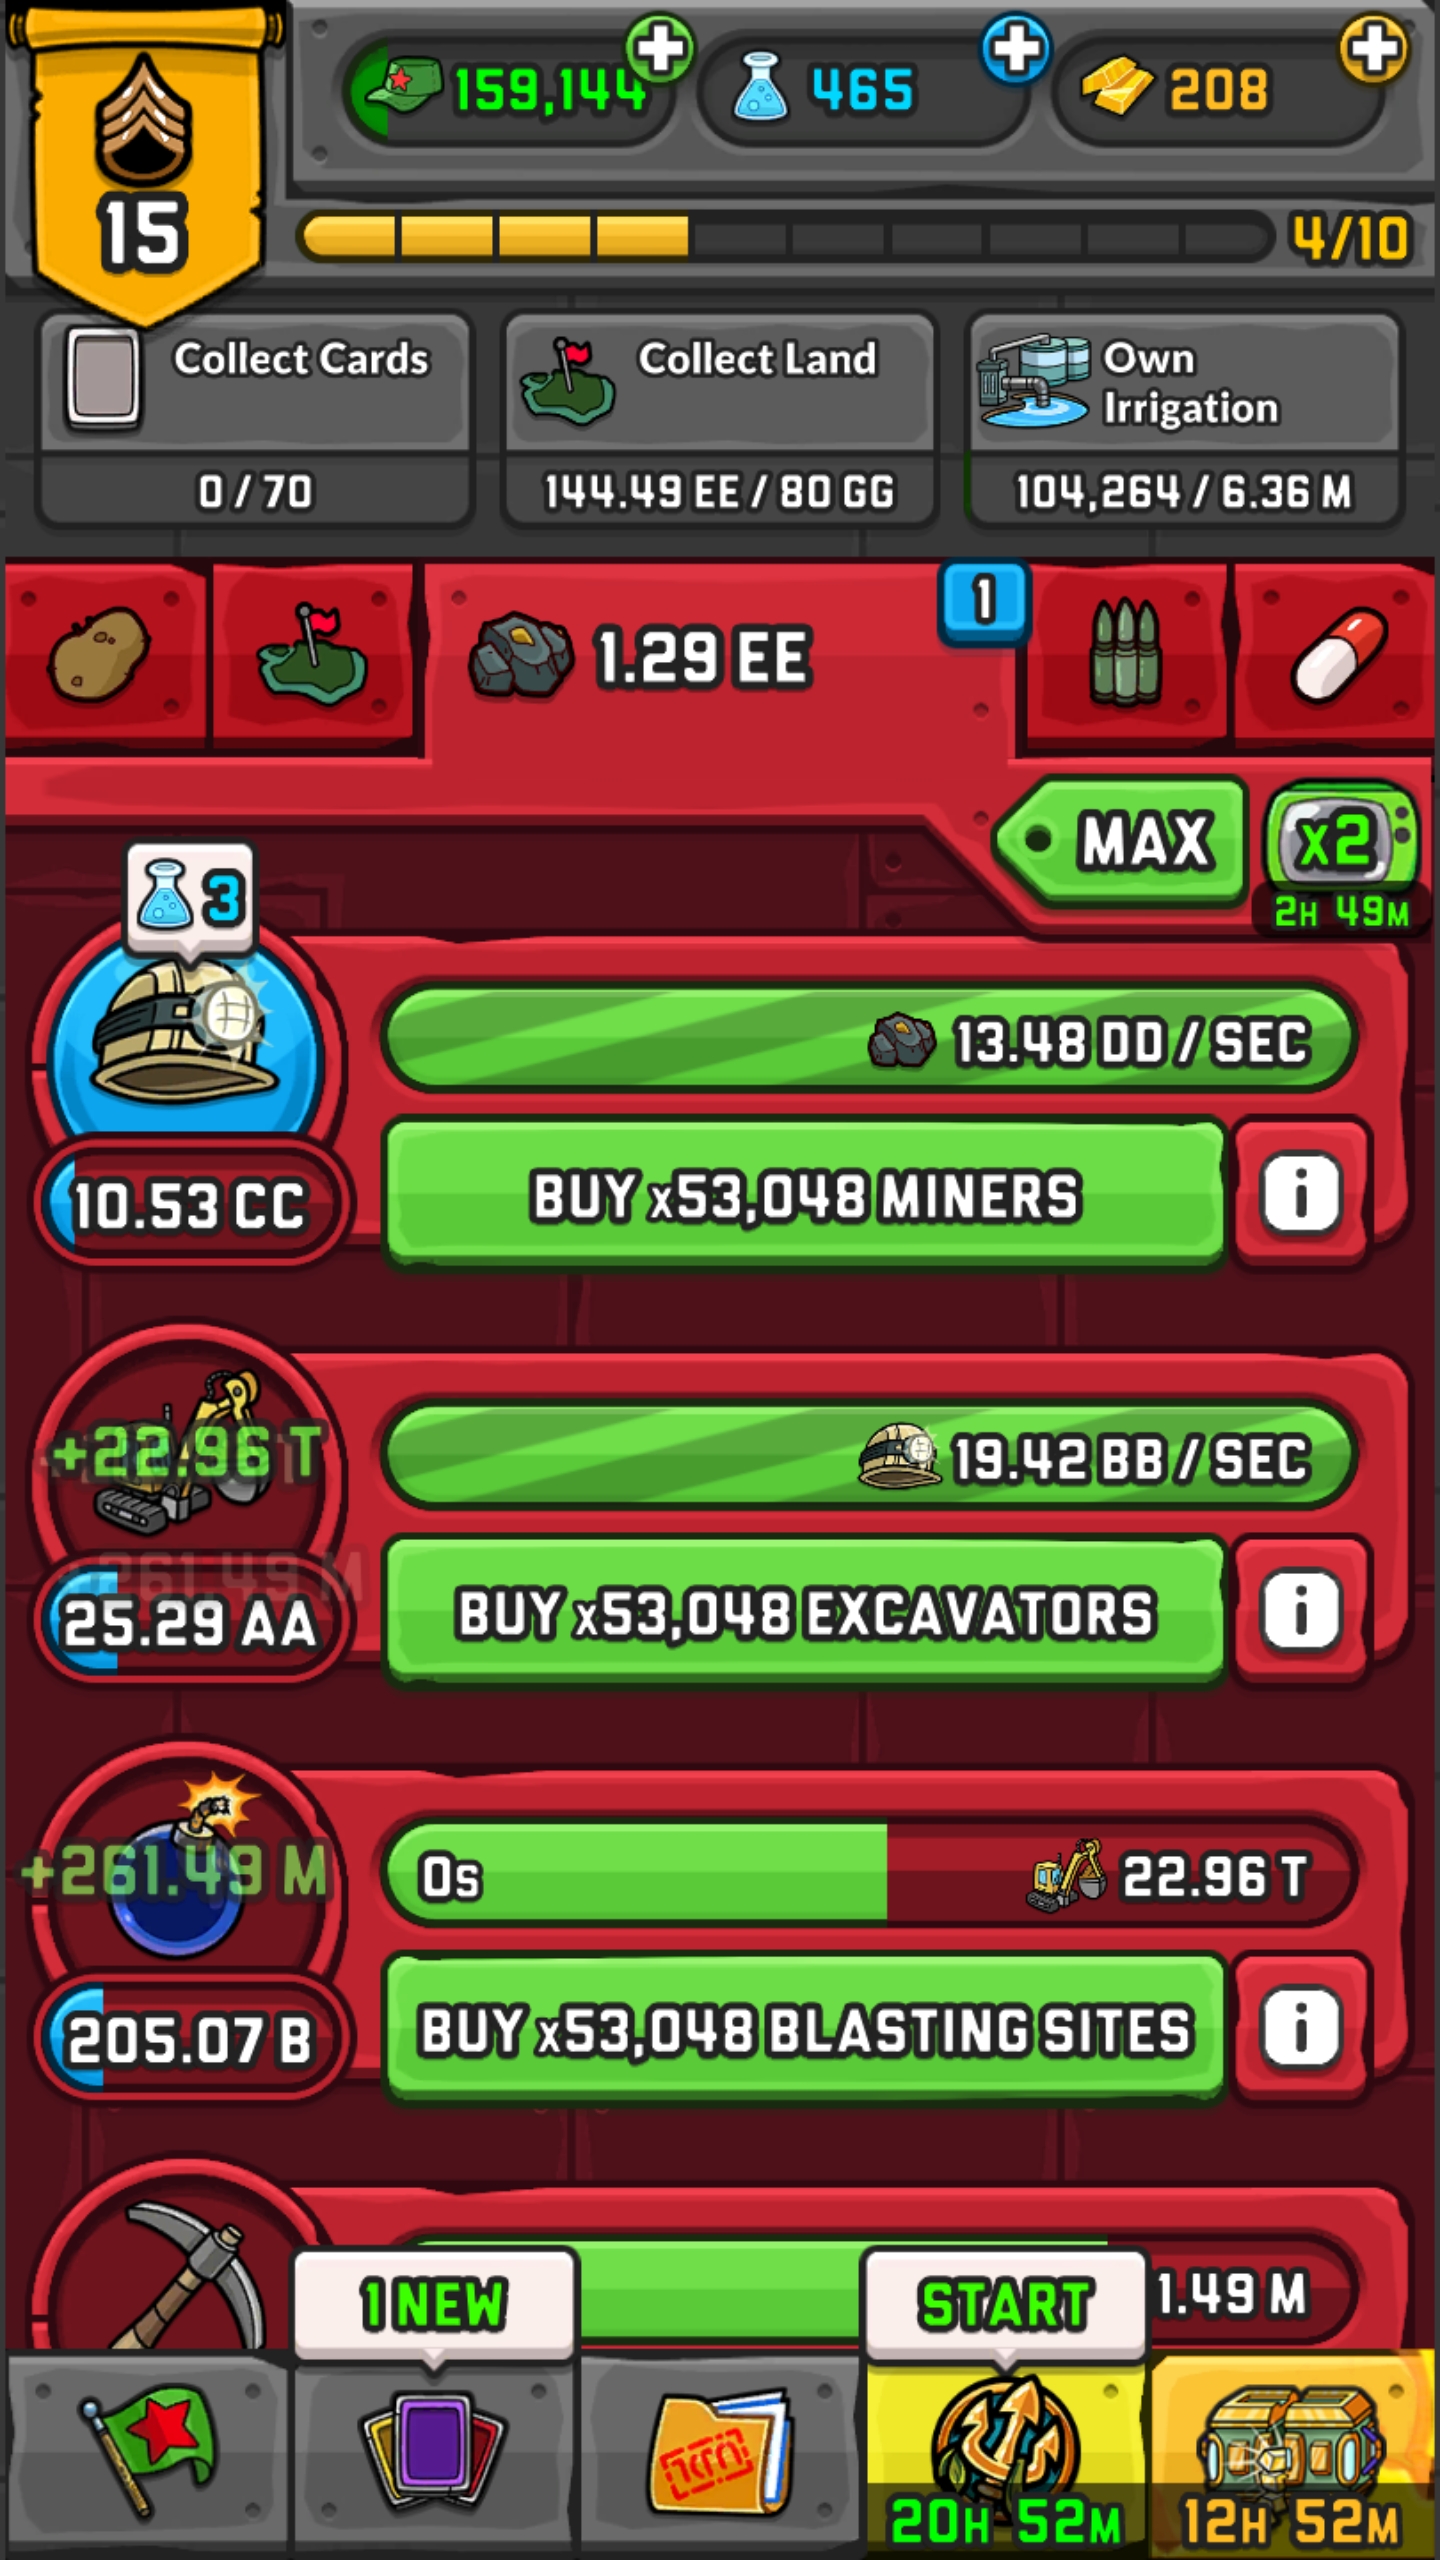 159,144
465
208
15
4/10
Collect Cards
0 / 70
Collect Land
144.49 EE / 80 GG
Own
Irrigation
104,264 / 6.36 M
1.29 EE
1
MAX
x2
2H 49M
3
13.48 DD / SEC
10.53 CC
BUY x53,048 MINERS
i
+22.96 T
19.42 BB / SEC
+261.49 M
25.29 AA
BUY x53,048 EXCAVATORS
i
+261.49 M
0s
22.96 T
205.07 B
BUY x53,048 BLASTING SITES
i
1 NEW
START
1.49 M
20H 52M
12H 52M